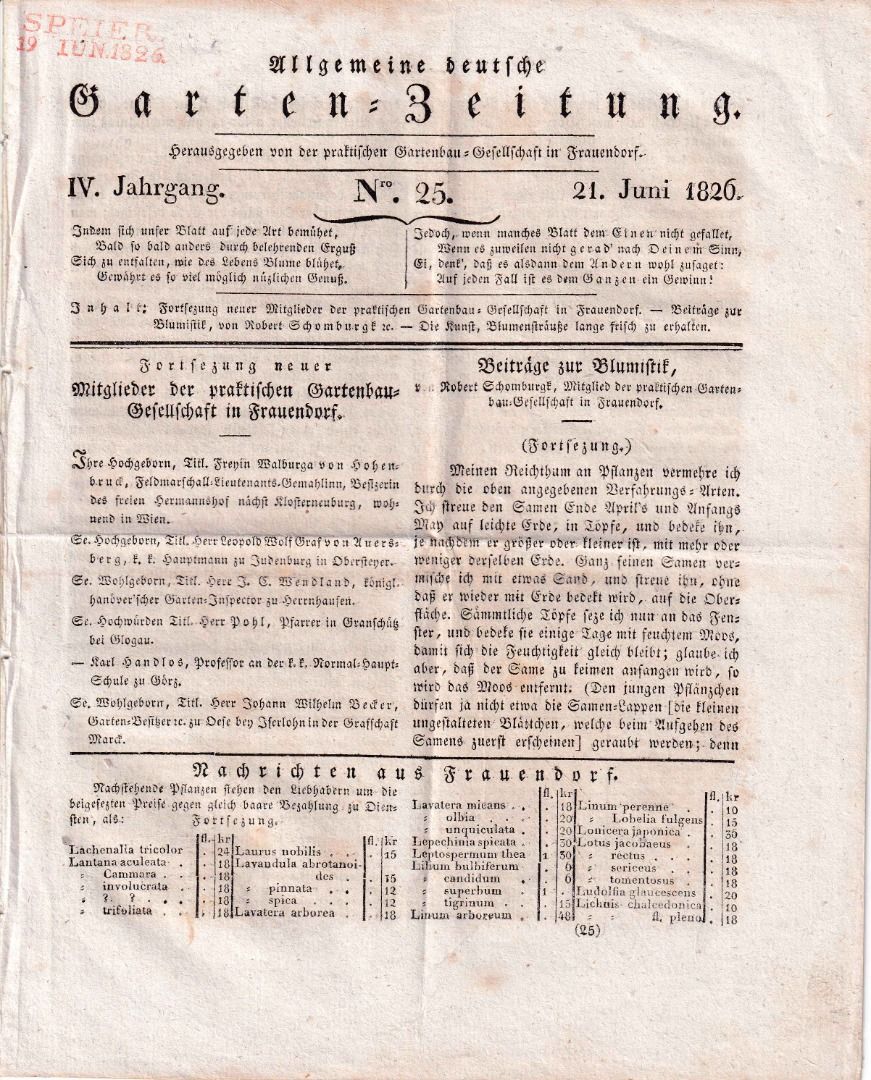 SPEIER.
19 IUN.1826
Allgemeine deutsche
Garten-Zeitung.
Herausgegeben von der praktischen Gartenbau-Gesellschaft in Frauendorf.
IV. Jahrgang. Nro. 25. 21. Juni 1826.
Indem sich unser Blatt auf jede Art bemühet,
Bald so bald anders durch belehrenden Erguß
Sich zu entfalten, wie des Lebens Blume blühet,
Gewährt es so viel möglich nüzlichen Genuß.
Jedoch, wenn manches Blatt dem Einen nicht gefallet,
Wenn es zuweilen nicht gerad' nach Deinem Sinn,
Ei, denk', daß es alsdann dem Andern wohl zusaget:
Auf jeden Fall ist es dem Ganzen ein Gewinn!
Inhalt: Fortsezung neuer Mitglieder der praktischen Gartenbau-Gesellschaft in Frauendorf. — Beiträge zur
Blumistik, von Robert Schomburgk ꝛc. — Die Kunst, Blumensträuße lange frisch zu erhalten.
Fortsezung neuer
Mitglieder der praktischen Gartenbau-
Gesellschaft in Frauendorf.
Ihre Hochgeborn, Titl. Freyin Walburga von Hohen-
bruck, Feldmarschall-Lieutenants-Gemahlinn, Besizerin
des freien Hermannshof nächst Klosterneuburg, woh-
nend in Wien.
Se. Hochgeborn, Titl. Herr Leopold Wolf Graf von Auers-
berg, k. k. Hauptmann zu Judenburg in Obersteyer.
Se. Wohlgeborn, Titl. Herr J. C. Wendland, königl.
hanöver'scher Garten-Inspector zu Herrnhausen.
Se. Hochwürden Titl. Herr Pohl, Pfarrer in Granschütz
bei Glogau.
— Karl Handlos, Professor an der k. k. Normal-Haupt-
Schule zu Görz.
Se. Wohlgeborn, Titl. Herr Johann Wilhelm Becker,
Garten-Besitzer ꝛc. zu Oese bey Iserlohn in der Graffschaft
Marck.
Beiträge zur Blumistik,
von Robert Schomburgk, Mitglied der praktischen Garten-
bau-Gesellschaft in Frauendorf.
(Fortsezung.)
Meinen Reichthum an Pflanzen vermehre ich
durch die oben angegebenen Verfahrungs-Arten.
Ich streue den Samen Ende April's und Anfangs
May auf leichte Erde, in Töpfe, und bedeke ihn,
je nachdem er größer oder kleiner ist, mit mehr oder
weniger derselben Erde. Ganz feinen Samen ver-
mische ich mit etwas Sand, und streue ihn, ohne
daß er wieder mit Erde bedekt wird, auf die Ober-
fläche. Sämmtliche Töpfe seze ich nun an das Fen-
ster, und bedeke sie einige Tage mit feuchtem Moos,
damit sich die Feuchtigkeit gleich bleibt; glaube ich
aber, daß der Same zu keimen anfangen wird, so
wird das Moos entfernt. (Den jungen Pflänzchen
dürfen ja nicht etwa die Samen-Lappen [die kleinen
ungestalteten Blättchen, welche beim Aufgehen des
Samens zuerst erscheinen] geraubt werden; denn
Nachrichten aus Frauendorf.
Nachstehende Pflanzen stehen den Liebhabern um die
beigesezten Preise gegen gleich baare Bezahlung zu Dien-
sten, als: Fortsezung.
fl. kr
Lachenalia tricolor . 24
Lantana aculeata . . 18
" Cammara . . . 18
" involucrata . . 18
" ? . ? . . . . 18
" trifoliata . . . 18
fl. kr
Laurus nobilis . . . . 15
Lavandula abrotanoi-
des . . . 15
" pinnata . . . 12
" spica . . . . 12
Lavatera arborea . . 18
fl. kr
Lavatera micans . . . 18
" olbia . . . . 20
" unquiculata . . 20
Lepechinia spicata . . 30
Leptospermum thea 1 30
Lilium bulbiferum . . 6
" candidum . . 6
" superbum 1 .
" tigrinum . . . 15
Linum arboreum . . 48
fl. kr
Linum perenne . . 10
" Lobelia fulgens . 15
Lonicera japonica . . 30
Lotus jacobaeus . . 18
" rectus . . . . 18
" sericeus . . 18
" tomentosus . . 18
Ludolfia glaucescens . 20
Lichnis chalcedonica . 10
" " fl. pleno . 18
(25)